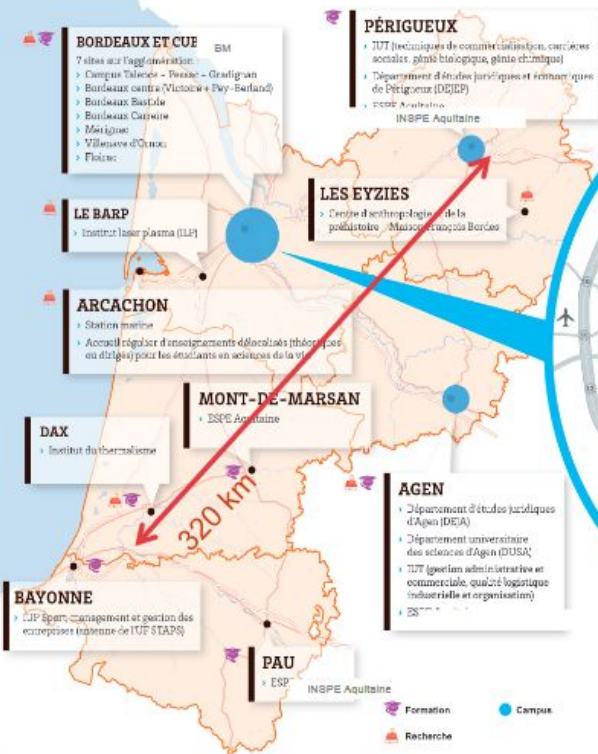 BORDEAUX ET CUB
BM
7 sites sur l'agglomération :
› Campus Talence – Pessac – Gradignan
› Bordeaux centre (Victoire + Pey-Berland)
› Bordeaux Bastide
› Bordeaux Carreire
› Mérignac
› Villenave d'Ornon
› Floirac
PÉRIGUEUX
› IUT (techniques de commercialisation, carrières
sociales, génie biologique, génie chimique)
› Département d'études juridiques et économiques
de Périgueux (DEJEP)
› ESPE Aquitaine
INSPE Aquitaine
LES EYZIES
› Centre d'anthropologie de la
préhistoire Maison François Bordes
LE BARP
› Institut laser plasma (ILP)
ARCACHON
› Station marine
› Accueil régulier d'enseignements délocalisés (théoriques
ou dirigés) pour les étudiants en sciences de la vie
MONT-DE-MARSAN
› ESPE Aquitaine
DAX
› Institut du thermalisme
320 km
AGEN
› Département d'études juridiques
d'Agen (DEJA)
› Département universitaire
des sciences d'Agen (DUSA)
› IUT (gestion administrative et
commerciale, qualité logistique
industrielle et organisation)
BAYONNE
› sport, management et gestion des
entreprises (antenne de l'UF STAPS)
PAU
› ESP
INSPE Aquitaine
Formation
Campus
Recherche